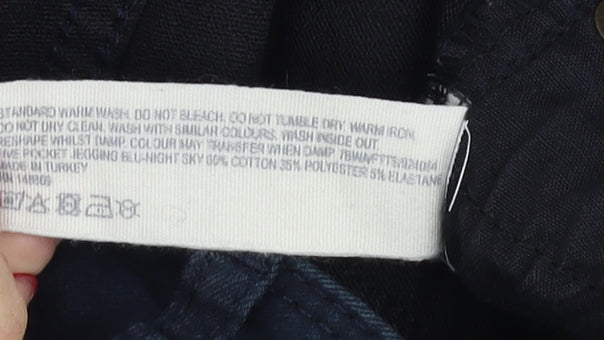 STANDARD WARM WASH. DO NOT BLEACH. DO NOT TUMBLE DRY. WARM IRON.
DO NOT DRY CLEAN. WASH WITH SIMILAR COLOURS. WASH INSIDE OUT.
RESHAPE WHILST DAMP. COLOUR MAY TRANSFER WHEN DAMP
FIVE POCKET JEGGING BLU-NIGHT SKY 60% COTTON 35% POLYESTER 5% ELASTANE
MADE IN TURKEY